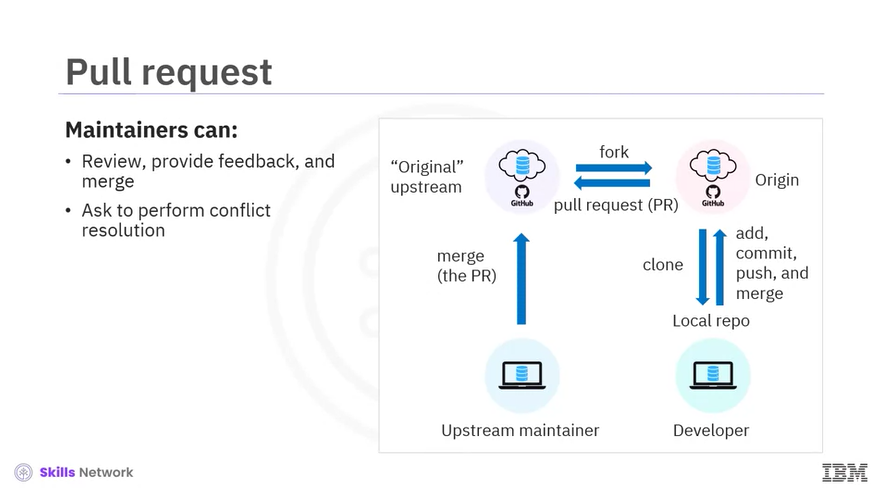 Pull request
Maintainers can:
• Review, provide feedback, and
merge
• Ask to perform conflict
resolution
“Original”
upstream
GitHub
fork
pull request (PR)
GitHub
Origin
merge
(the PR)
clone
add,
commit,
push, and
merge
Local repo
Upstream maintainer
Developer
Skills Network
IBM